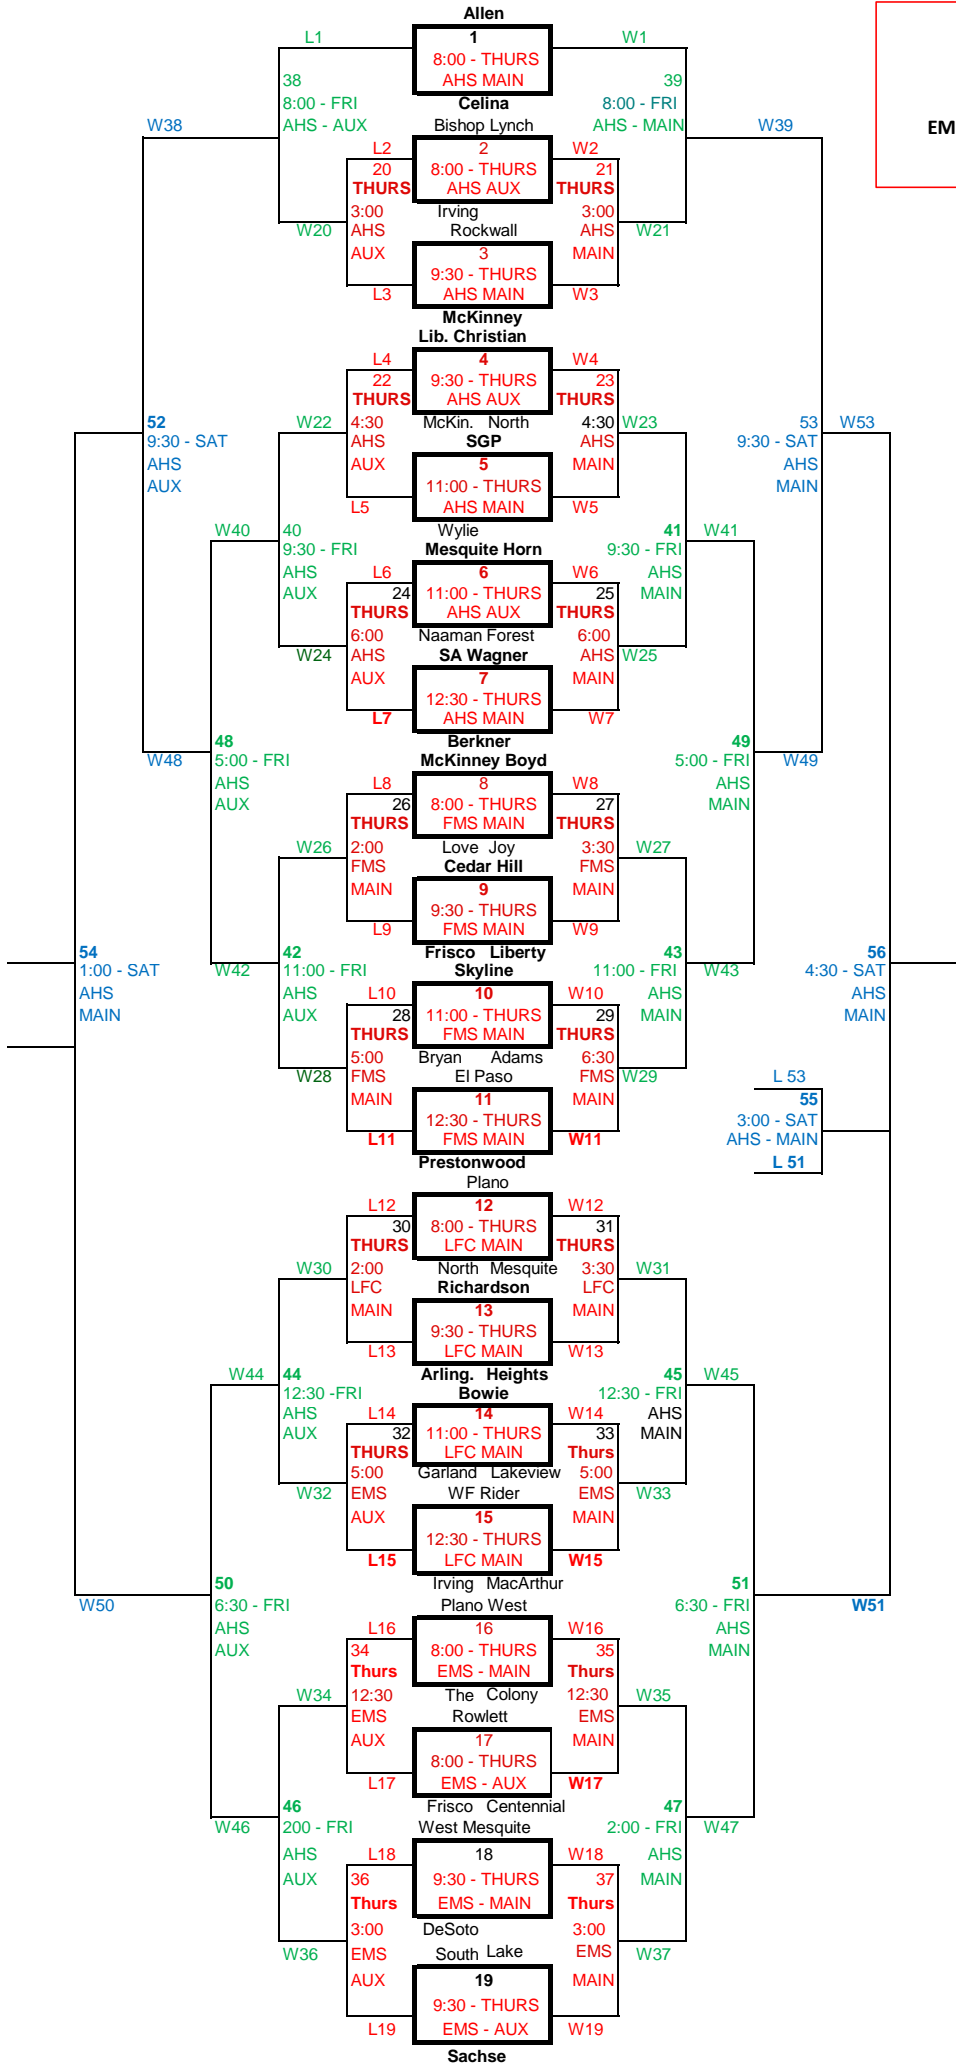 Allen
L1 1 W1
8:00 - THURS
38 AHS MAIN 39
8:00 - FRI Celina 8:00 - FRI
W38 AHS - AUX Bishop Lynch AHS - MAIN W39 EM
L2 2 W2
20 8:00 - THURS 21
THURS AHS AUX THURS
3:00 Irving 3:00
W20 AHS Rockwall AHS W21
AUX 3 MAIN
9:30 - THURS
L3 AHS MAIN W3
McKinney
Lib. Christian
L4 4 W4
22 9:30 - THURS 23
THURS AHS AUX THURS
52 W22 4:30 McKin. North 4:30 W23 53 W53
9:30 - SAT AHS SGP AHS 9:30 - SAT
AHS AUX 5 MAIN AHS
AUX 11:00 - THURS MAIN
L5 AHS MAIN W5
W40 40 Wylie 41 W41
9:30 - FRI Mesquite Horn 9:30 - FRI
AHS L6 6 W6 AHS
AUX 24 11:00 - THURS 25 MAIN
THURS AHS AUX THURS
6:00 Naaman Forest 6:00
W24 AHS SA Wagner AHS W25
AUX 7 MAIN
12:30 - THURS
L7 AHS MAIN W7
48 Berkner 49
W48 5:00 - FRI McKinney Boyd 5:00 - FRI W49
AHS L8 8 W8 AHS
AUX 26 8:00 - THURS 27 MAIN
THURS FMS MAIN THURS
W26 2:00 Love Joy 3:30 W27
FMS Cedar Hill FMS
MAIN 9 MAIN
9:30 - THURS
L9 FMS MAIN W9
54 42 Frisco Liberty 43 56
1:00 - SAT W42 11:00 - FRI Skyline 11:00 - FRI W43 4:30 - SAT
AHS AHS L10 10 W10 AHS AHS
MAIN AUX 28 11:00 - THURS 29 MAIN MAIN
THURS FMS MAIN THURS
5:00 Bryan Adams 6:30
W28 FMS El Paso FMS W29 L 53
MAIN 11 MAIN 55
12:30 - THURS 3:00 - SAT
L11 FMS MAIN W11 AHS - MAIN
Prestonwood L 51
Plano
L12 12 W12
30 8:00 - THURS 31
THURS LFC MAIN THURS
W30 2:00 North Mesquite 3:30 W31
LFC Richardson LFC
MAIN 13 MAIN
9:30 - THURS
L13 LFC MAIN W13
W44 44 Arling. Heights 45 W45
12:30 -FRI Bowie 12:30 - FRI
AHS L14 14 W14 AHS
AUX 32 11:00 - THURS 33 MAIN
THURS LFC MAIN Thurs
5:00 Garland Lakeview 5:00
W32 EMS WF Rider EMS W33
AUX 15 MAIN
12:30 - THURS
L15 LFC MAIN W15
50 Irving MacArthur 51
W50 6:30 - FRI Plano West 6:30 - FRI W51
AHS L16 16 W16 AHS
AUX 34 8:00 - THURS 35 MAIN
Thurs EMS - MAIN Thurs
W34 12:30 The Colony 12:30 W35
EMS Rowlett EMS
AUX 17 MAIN
8:00 - THURS
L17 EMS - AUX W17
46 Frisco Centennial 47
W46 200 - FRI West Mesquite 2:00 - FRI W47
AHS L18 18 W18 AHS
AUX 36 9:30 - THURS 37 MAIN
Thurs EMS - MAIN Thurs
3:00 DeSoto 3:00
W36 EMS South Lake EMS W37
AUX 19 MAIN
9:30 - THURS
L19 EMS - AUX W19
Sachse